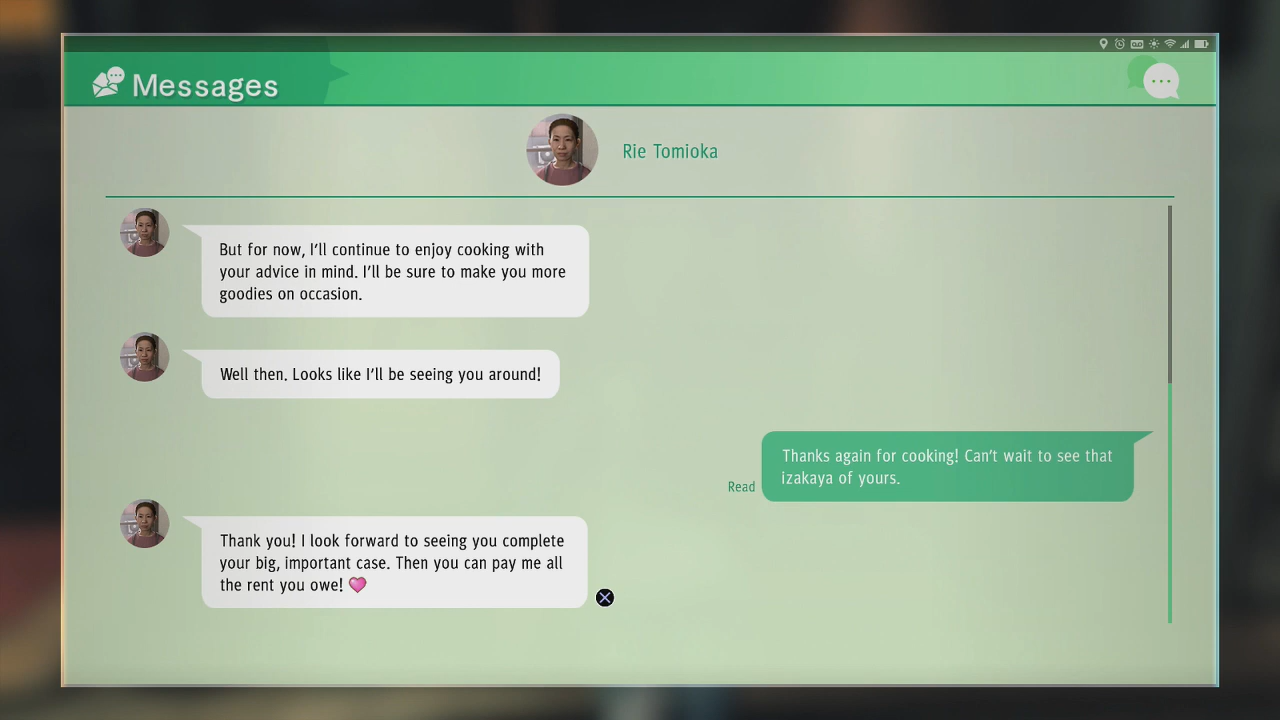 Messages
Rie Tomioka
But for now, I'll continue to enjoy cooking with
your advice in mind. I'll be sure to make you more
goodies on occasion.
Well then. Looks like I'll be seeing you around!
Thanks again for cooking! Can't wait to see that
izakaya of yours.
Read
Thank you! I look forward to seeing you complete
your big, important case. Then you can pay me all
the rent you owe! 💗